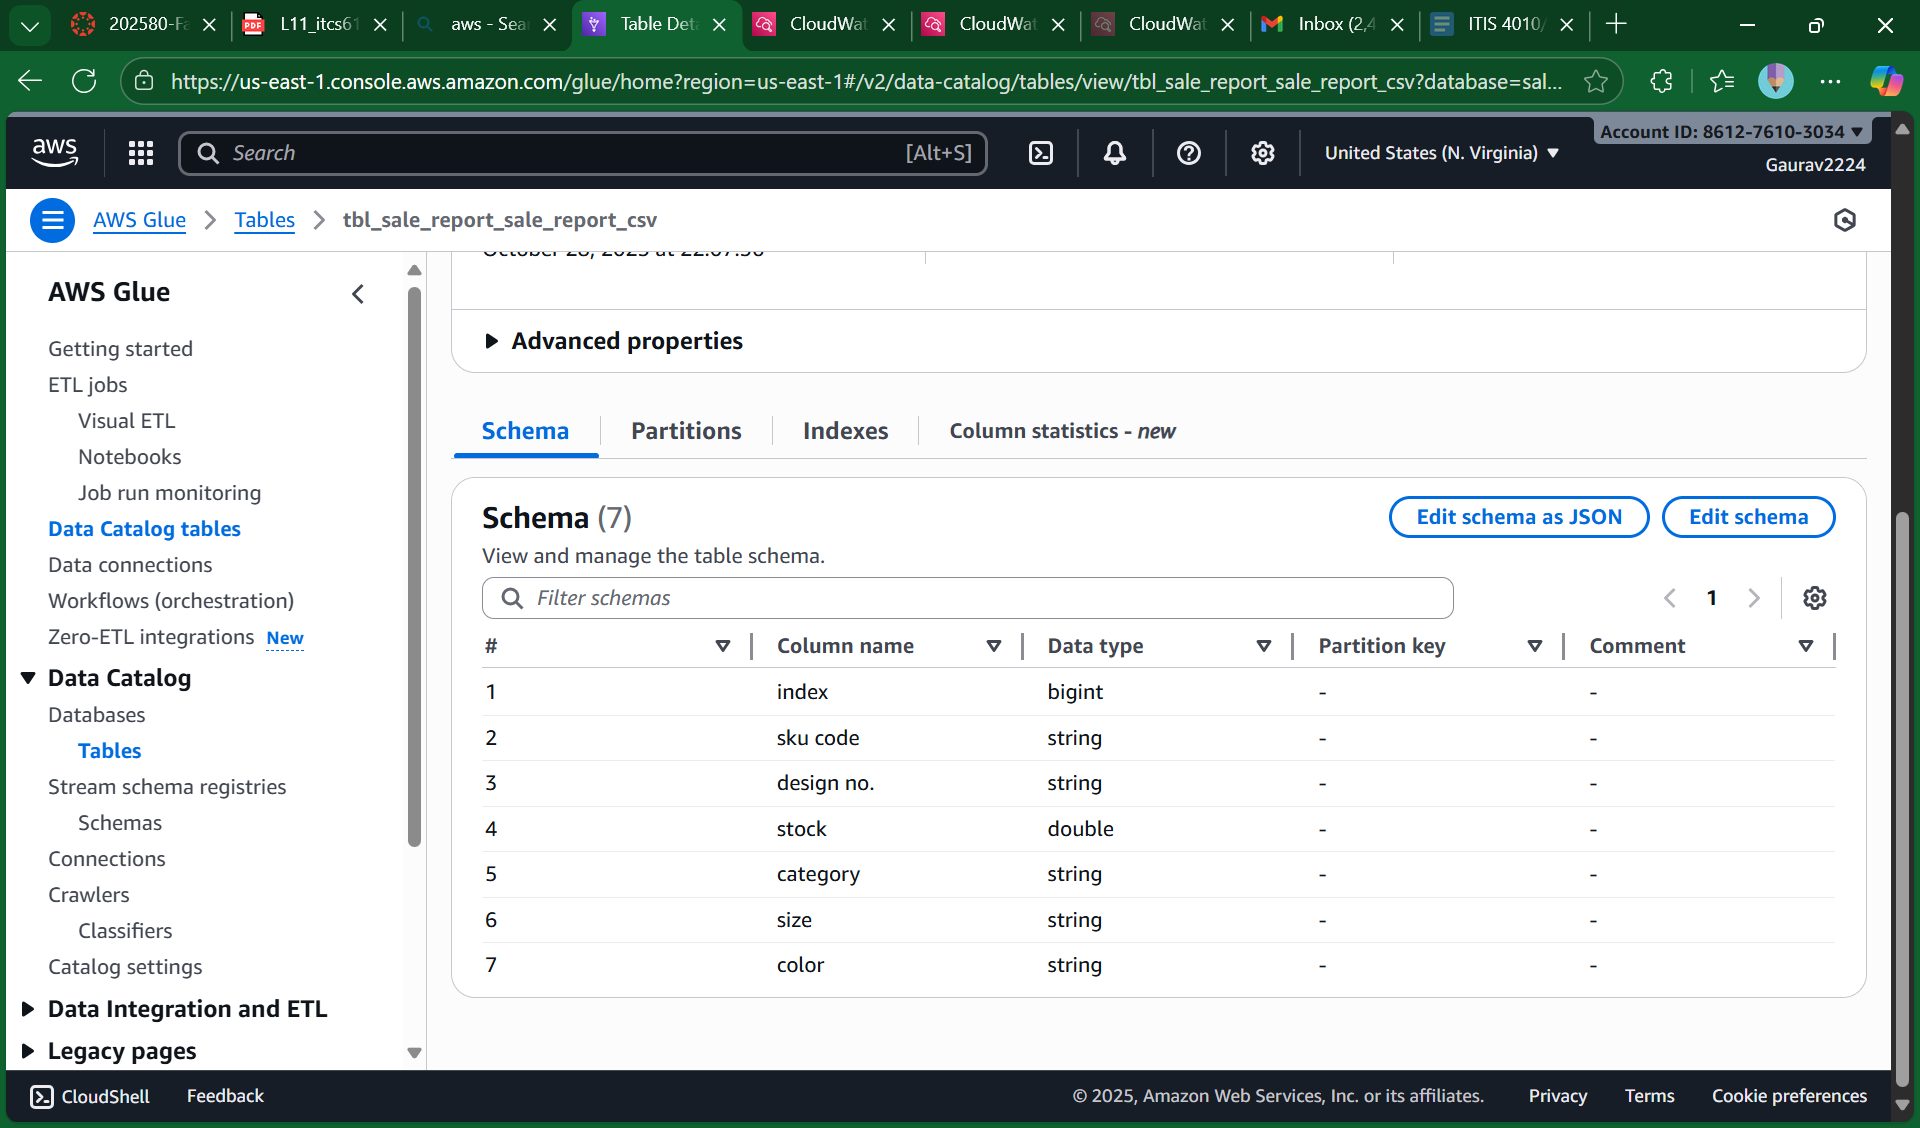 202580-Fa
L11_itcs61
aws - Sear
Table Deta
CloudWat
CloudWat
CloudWat
Inbox (2,4
ITIS 4010/
https://us-east-1.console.aws.amazon.com/glue/home?region=us-east-1#/v2/data-catalog/tables/view/tbl_sale_report_sale_report_csv?database=sal...
aws
Search
[Alt+S]
United States (N. Virginia)
Account ID: 8612-7610-3034
Gaurav2224
AWS Glue
Tables
tbl_sale_report_sale_report_csv
AWS Glue
Getting started
ETL jobs
Visual ETL
Notebooks
Job run monitoring
Data Catalog tables
Data connections
Workflows (orchestration)
Zero-ETL integrations New
Data Catalog
Databases
Tables
Stream schema registries
Schemas
Connections
Crawlers
Classifiers
Catalog settings
Data Integration and ETL
Legacy pages
Advanced properties
Schema
Partitions
Indexes
Column statistics - new
Schema (7)
Edit schema as JSON
Edit schema
View and manage the table schema.
Filter schemas
1
# Column name Data type Partition key Comment
1 index bigint - -
2 sku code string - -
3 design no. string - -
4 stock double - -
5 category string - -
6 size string - -
7 color string - -
CloudShell
Feedback
© 2025, Amazon Web Services, Inc. or its affiliates.
Privacy
Terms
Cookie preferences